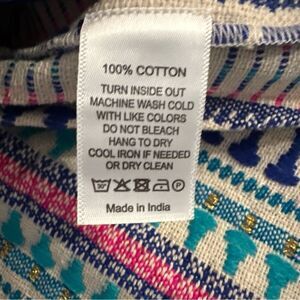 100% COTTON
TURN INSIDE OUT
MACHINE WASH COLD
WITH LIKE COLORS
DO NOT BLEACH
HANG TO DRY
COOL IRON IF NEEDED
OR DRY CLEAN
Made in India